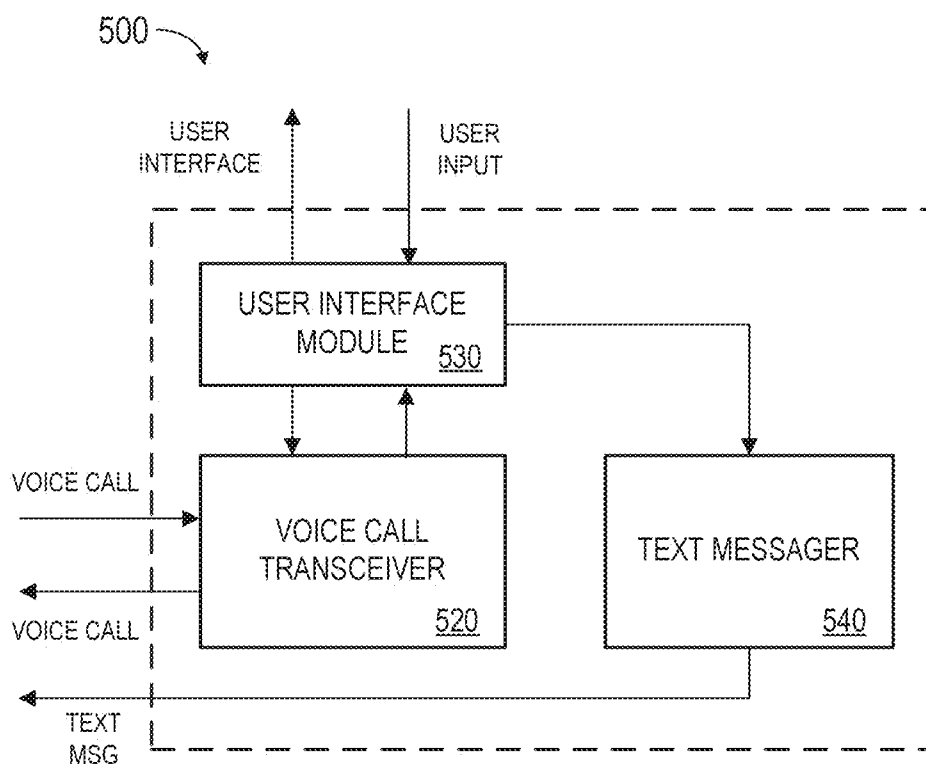 500
USER
INTERFACE
USER
INPUT
USER INTERFACE
MODULE
530
VOICE CALL
VOICE CALL
TRANSCEIVER
520
VOICE CALL
TEXT MESSAGER
540
TEXT
MSG